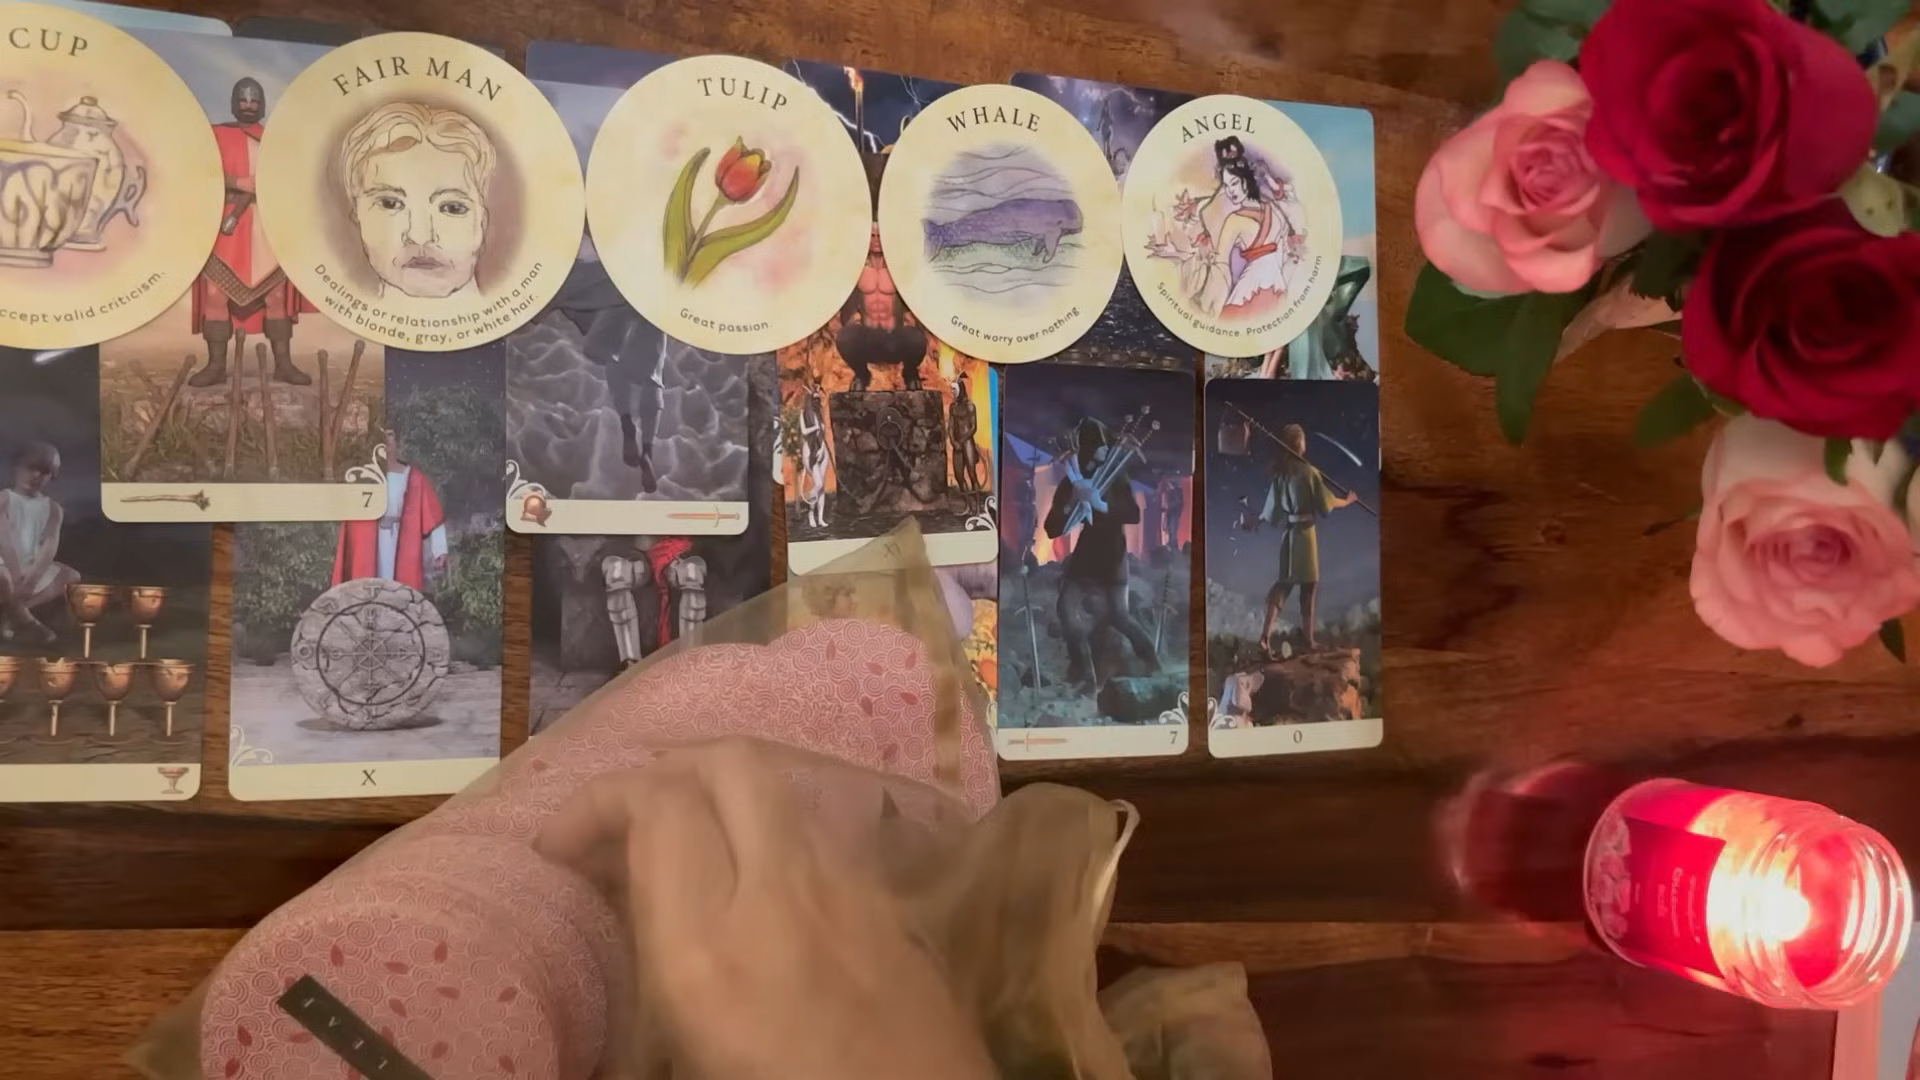 CUP
ccept valid criticism.
FAIR MAN
Dealings or relationship with a man
with blonde, gray, or white hair.
TULIP
Great passion.
WHALE
Great worry over nothing.
ANGEL
Spiritual guidance. Protection from harm
7
X
7
0